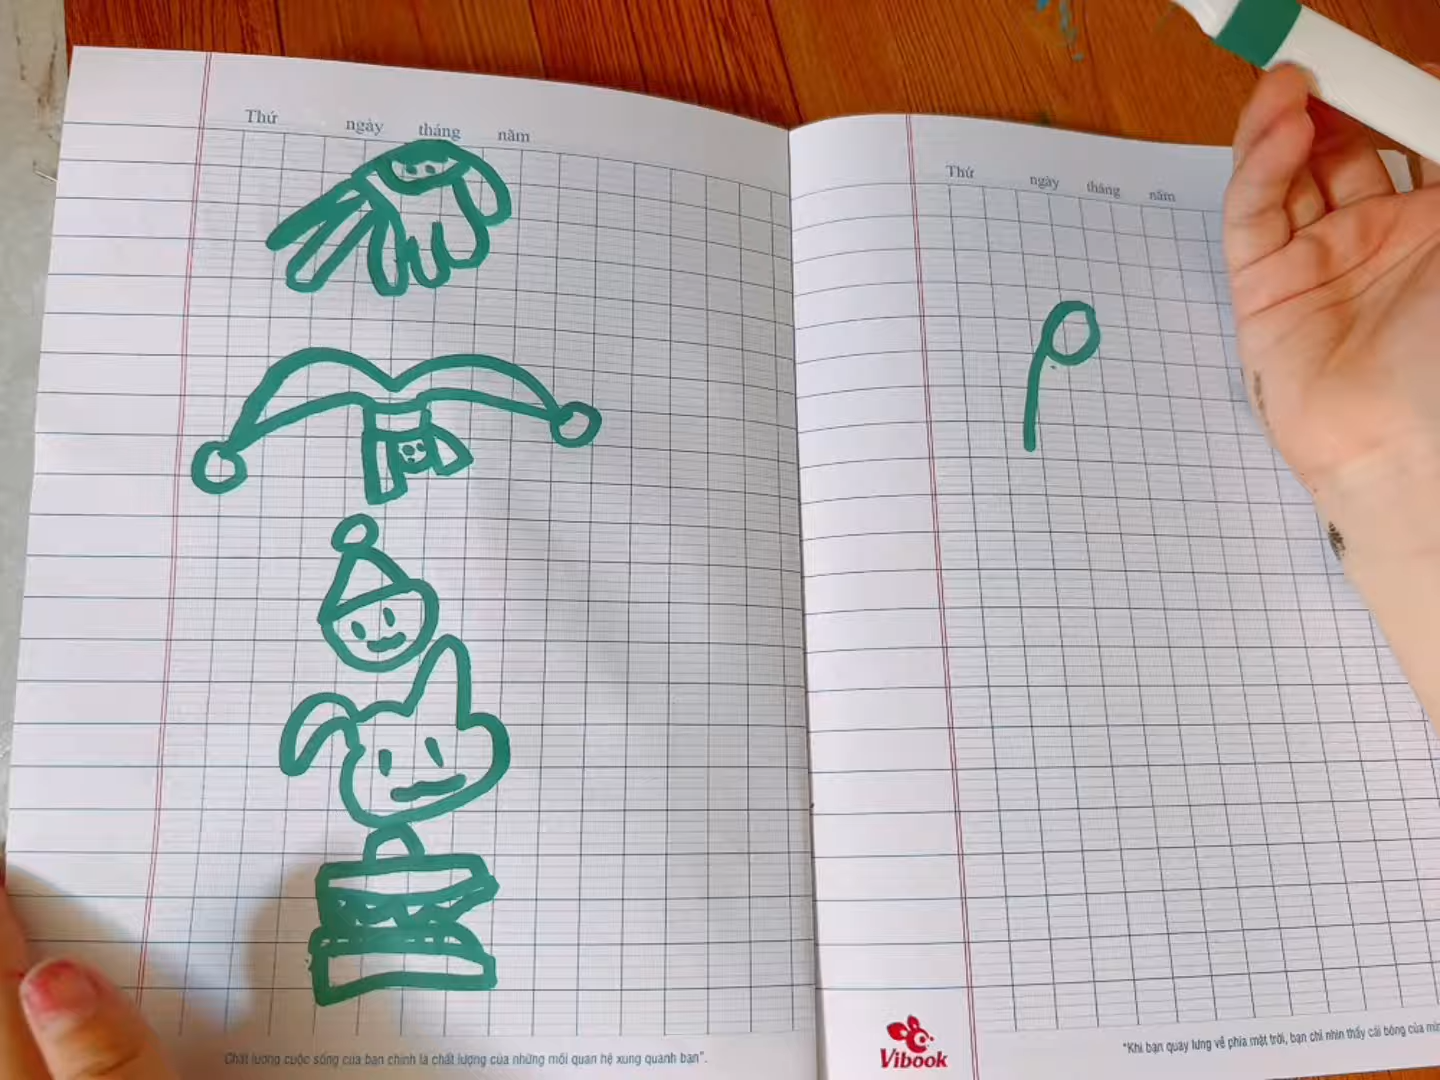 Thứ ngày tháng năm
Thứ ngày tháng năm
Chất lượng cuộc sống của bạn chính là chất lượng của những mối quan hệ xung quanh bạn”.
Vibook
“Khi bạn quay lưng về phía mặt trời, bạn chỉ nhìn thấy cái bóng của